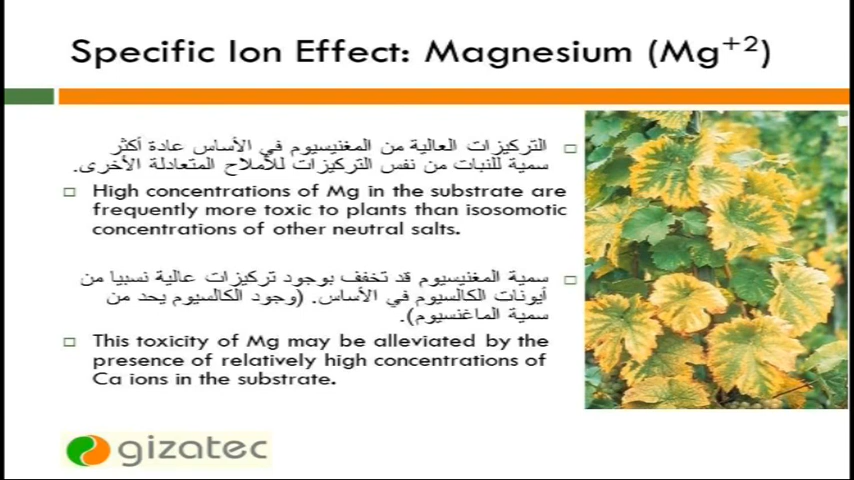 Specific Ion Effect: Magnesium (Mg+2)
التركيزات العالية من المغنيسيوم في الأساس عادة أكثر
سمية للنبات من نفس التركيزات للأملاح المتعادلة الأخرى.
High concentrations of Mg in the substrate are
frequently more toxic to plants than isosomotic
concentrations of other neutral salts.
سمية المغنيسيوم قد تخفف بوجود تركيزات عالية نسبيا من
أيونات الكالسيوم في الأساس. (وجود الكالسيوم يحد من
سمية الماغنسيوم).
This toxicity of Mg may be alleviated by the
presence of relatively high concentrations of
Ca ions in the substrate.
gizatec